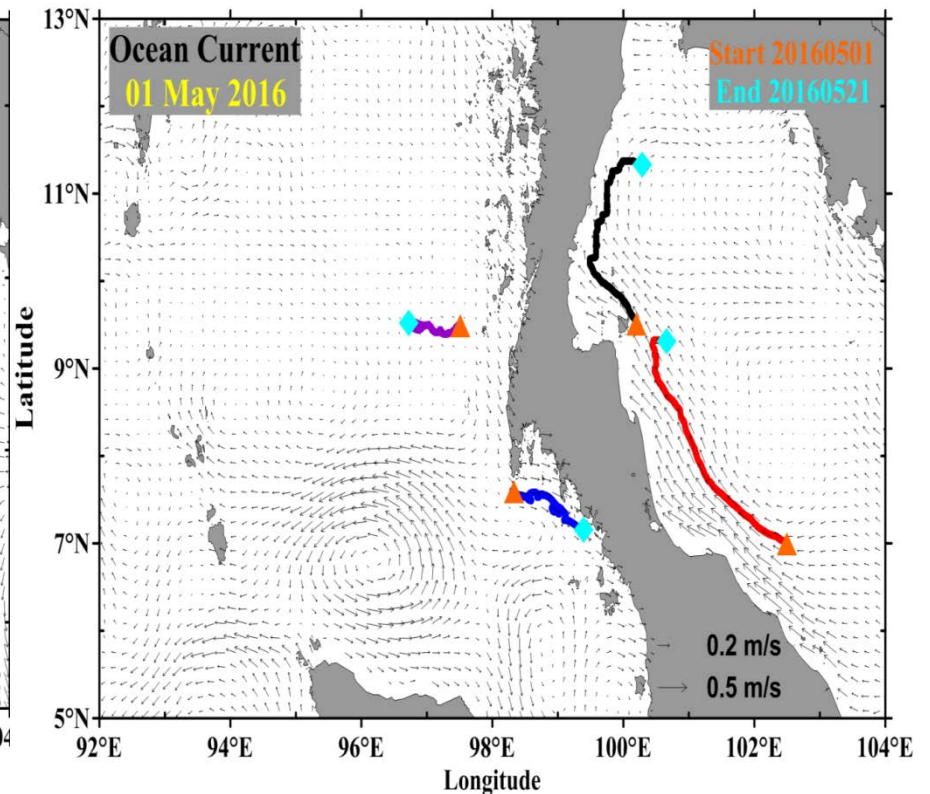 Ocean Current
01 May 2016
Start 20160501
End 20160521
13°N
11°N
9°N
7°N
5°N
Latitude
0.2 m/s
0.5 m/s
92°E 94°E 96°E 98°E 100°E 102°E 104°E
Longitude